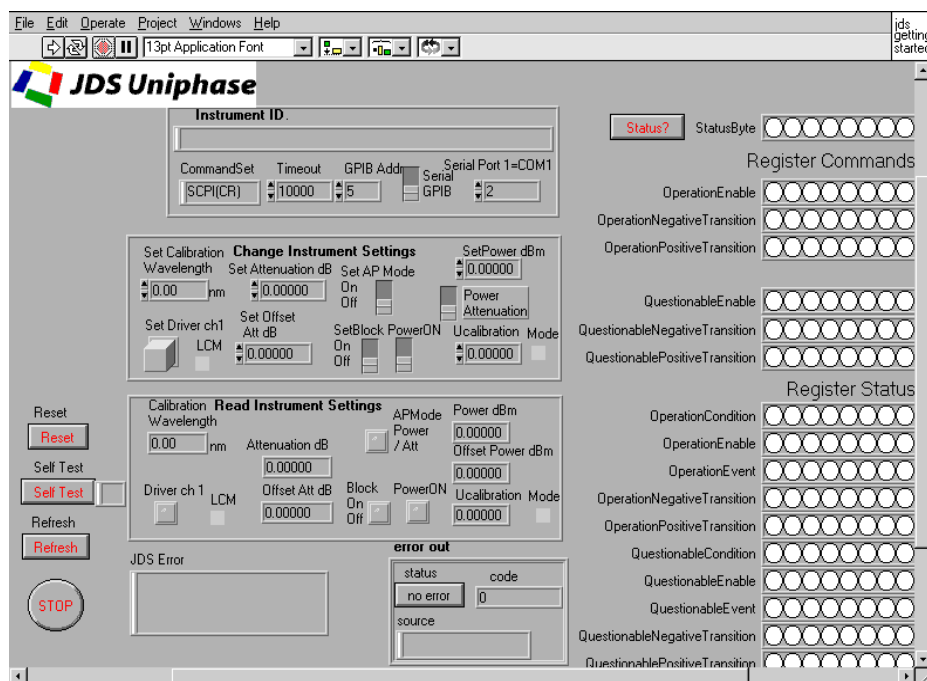 File Edit Operate Project Windows Help
jds
getting
started
13pt Application Font
JDS Uniphase
Instrument ID.
CommandSet Timeout GPIB Addr Serial GPIB Serial Port 1=COM1
SCPI(CR) 10000 5 2
Status? StatusByte
Register Commands
OperationEnable
OperationNegativeTransition
OperationPositiveTransition
QuestionableEnable
QuestionableNegativeTransition
QuestionablePositiveTransition
Change Instrument Settings
Set Calibration Wavelength Set Attenuation dB Set AP Mode SetPower dBm
0.00 nm 0.00000 On Off 0.00000
Power
Attenuation
Set Driver ch1 LCM Set Offset Att dB SetBlock PowerON Ucalibration Mode
0.00000 On Off 0.00000
Register Status
OperationCondition
OperationEnable
OperationEvent
OperationNegativeTransition
OperationPositiveTransition
QuestionableCondition
QuestionableEnable
QuestionableEvent
QuestionableNegativeTransition
QuestionablePositiveTransition
Reset
Reset
Self Test
Self Test
Refresh
Refresh
STOP
Read Instrument Settings
Calibration Wavelength
0.00 nm
Attenuation dB
0.00000
APMode
Power
/ Att
Power dBm
0.00000
Offset Power dBm
0.00000
Driver ch 1 LCM
Offset Att dB
0.00000
Block PowerON
On
Off
Ucalibration Mode
0.00000
JDS Error
error out
status code
no error 0
source